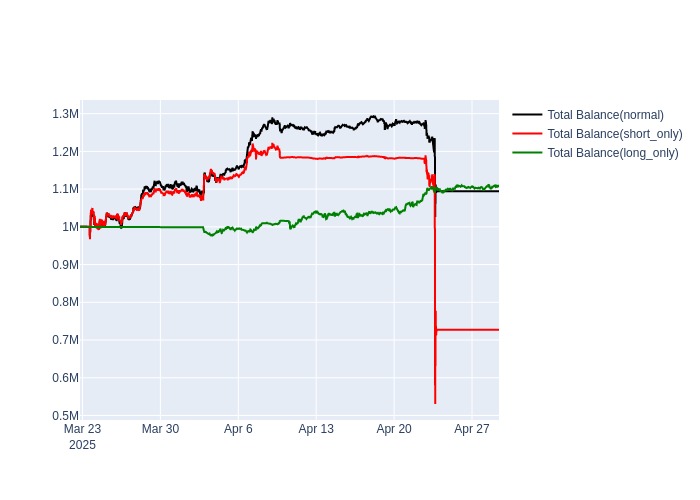 1.3M
1.2M
1.1M
1M
0.9M
0.8M
0.7M
0.6M
0.5M
Mar 23
2025
Mar 30
Apr 6
Apr 13
Apr 20
Apr 27
Total Balance(normal)
Total Balance(short_only)
Total Balance(long_only)